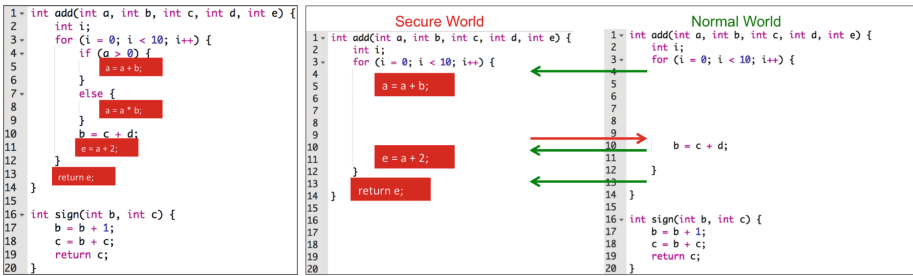 1 int add(int a, int b, int c, int d, int e) {
2 int i;
3 for (i = 0; i < 10; i++) {
4 if (a > 0) {
5 a = a + b;
6 }
7 else {
8 a = a * b;
9 }
10 b = c + d;
11 e = a + 2;
12 }
13 return e;
14 }
15
16 int sign(int b, int c) {
17 b = b + 1;
18 c = b + c;
19 return c;
20 }
Secure World
1 int add(int a, int b, int c, int d, int e) {
2 int i;
3 for (i = 0; i < 10; i++) {
4
5 a = a + b;
6
7
8
9
10
11 e = a + 2;
12 }
13 return e;
14 }
15
16
17
18
19
20
Normal World
1 int add(int a, int b, int c, int d, int e) {
2 int i;
3 for (i = 0; i < 10; i++) {
4
5
6
7
8
9
10 b = c + d;
11
12 }
13
14 }
15
16 int sign(int b, int c) {
17 b = b + 1;
18 c = b + c;
19 return c;
20 }